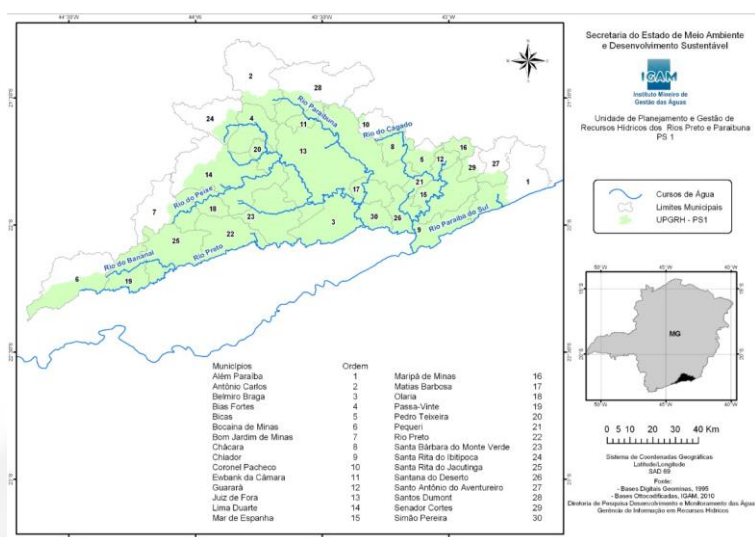 Secretaria do Estado de Meio Ambiente
e Desenvolvimento Sustentável
IGAM
Instituto Mineiro de
Gestão das Águas
Unidade de Planejamento e Gestão de
Recursos Hídricos dos Rios Preto e Paraibuna
PS 1
Cursos de Água
Limites Municipais
UPGRH - PS1
MG
0 5 10 20 30 40 Km
Sistema de Coordenadas Geográficas
Latitude/Longitude
SAD 69
Fonte:
- Bases Digitais Geominas, 1995
- Bases Ottocodificadas, IGAM, 2010
Diretoria de Pesquisa Desenvolvimento e Monitoramento das Águas
Gerência de Informação em Recursos Hídricos
Rio Paraibuna
Rio do Cágado
Rio do Peixe
Rio do Bananal
Rio Preto
Rio Paraíba do Sul
Municípios Ordem
Além Paraíba 1
Antônio Carlos 2
Belmiro Braga 3
Bias Fortes 4
Bicas 5
Bocaina de Minas 6
Bom Jardim de Minas 7
Chácara 8
Chiador 9
Coronel Pacheco 10
Ewbank da Câmara 11
Guarará 12
Juiz de Fora 13
Lima Duarte 14
Mar de Espanha 15
Maripá de Minas 16
Matias Barbosa 17
Olaria 18
Passa-Vinte 19
Pedro Teixeira 20
Pequeri 21
Rio Preto 22
Santa Bárbara do Monte Verde 23
Santa Rita do Ibitipoca 24
Santa Rita do Jacutinga 25
Santana do Deserto 26
Santo Antônio do Aventureiro 27
Santos Dumont 28
Senador Cortes 29
Simão Pereira 30